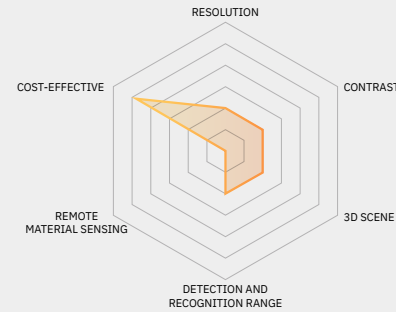 RESOLUTION
COST-EFFECTIVE
CONTRAST
REMOTE
MATERIAL SENSING
3D SCENE
DETECTION AND
RECOGNITION RANGE